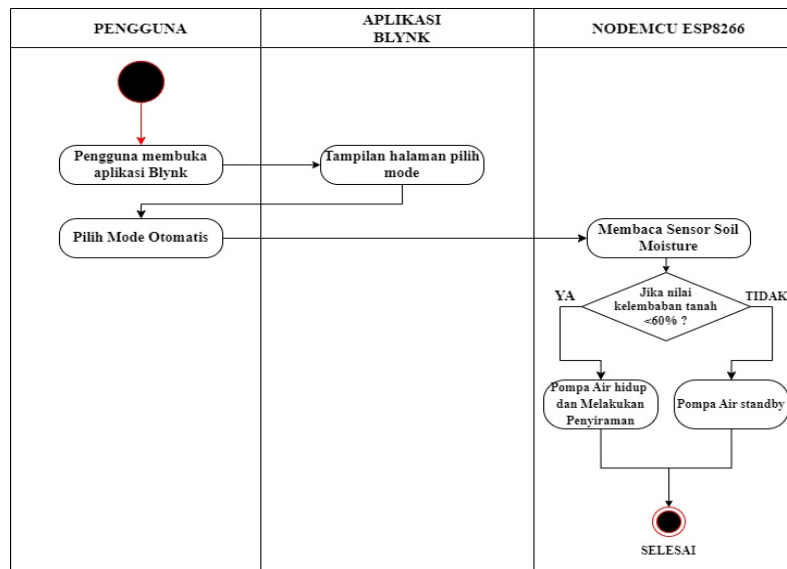 PENGGUNA
APLIKASI
BLYNK
NODEMCU ESP8266
Pengguna membuka
aplikasi Blynk
Tampilan halaman pilih
mode
Pilih Mode Otomatis
Membaca Sensor Soil
Moisture
Jika nilai
kelembaban tanah
<60% ?
YA
TIDAK
Pompa Air hidup
dan Melakukan
Penyiraman
Pompa Air standby
SELESAI